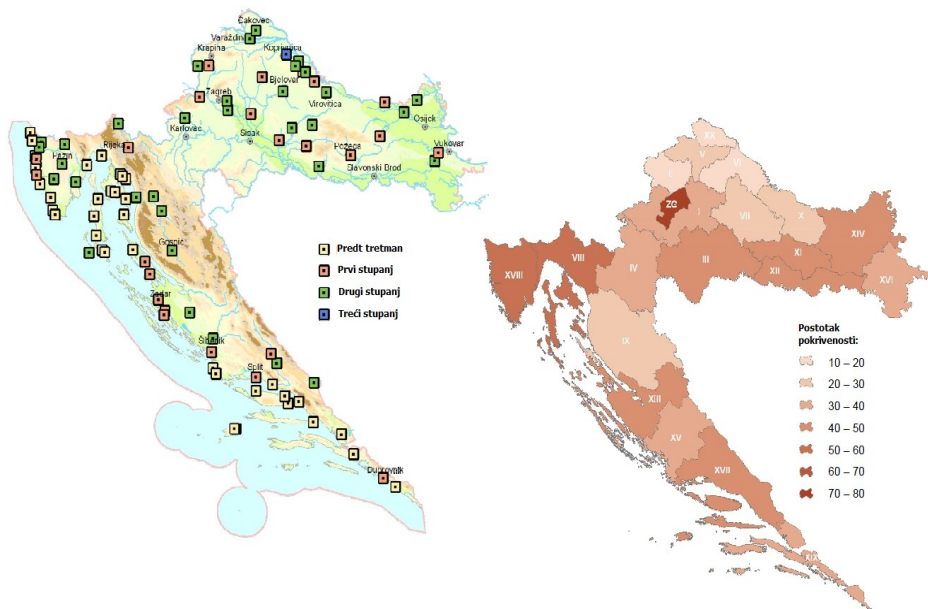 Čakovec
Varaždin
Krapina
Koprivnica
Bjelovar
Zagreb
Virovitica
Karlovac
Sisak
Osijek
Požega
Vukovar
Slavonski Brod
Rijeka
Pazin
Gospić
Zadar
Šibenik
Split
Dubrovnik
Predt tretman
Prvi stupanj
Drugi stupanj
Treći stupanj
XX
V
VI
II
ZG
I
VII
X
XIV
XVIII
VIII
IV
III
XI
XII
XVI
IX
XIII
XV
XVII
XIX
Postotak
pokrivenosti:
10 – 20
20 – 30
30 – 40
40 – 50
50 – 60
60 – 70
70 – 80